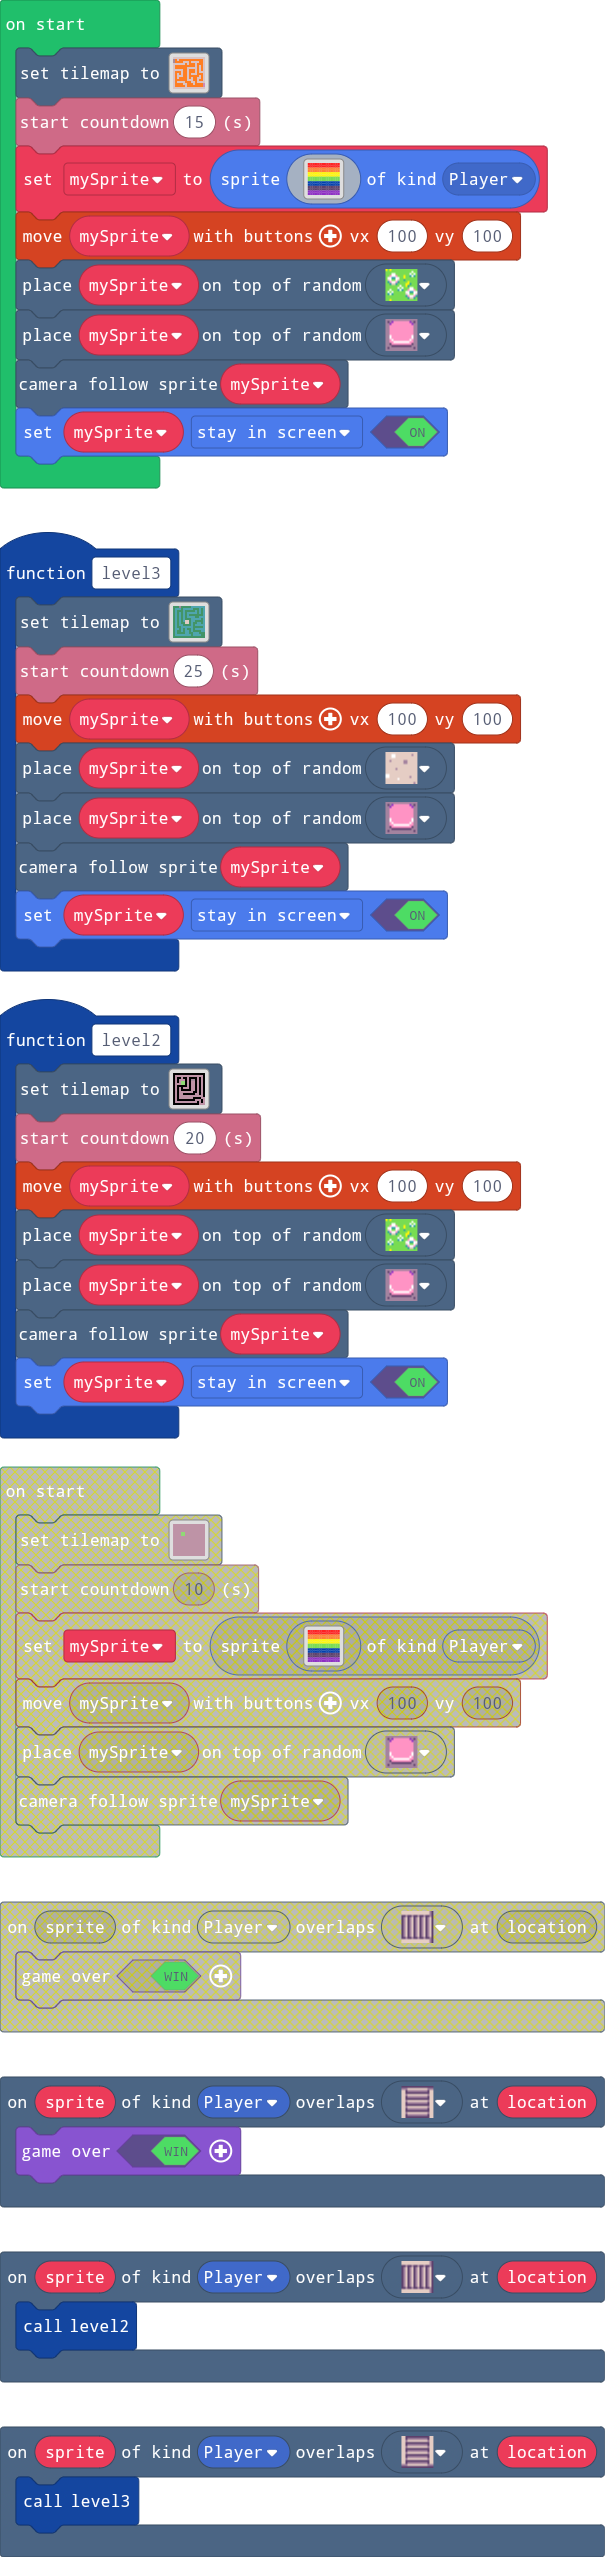 on start
set tilemap to
start countdown 15 (s)
set mySprite to sprite of kind Player
move mySprite with buttons vx 100 vy 100
place mySprite on top of random
place mySprite on top of random
camera follow sprite mySprite
set mySprite stay in screen ON
function level3
set tilemap to
start countdown 25 (s)
move mySprite with buttons vx 100 vy 100
place mySprite on top of random
place mySprite on top of random
camera follow sprite mySprite
set mySprite stay in screen ON
function level2
set tilemap to
start countdown 20 (s)
move mySprite with buttons vx 100 vy 100
place mySprite on top of random
place mySprite on top of random
camera follow sprite mySprite
set mySprite stay in screen ON
on start
set tilemap to
start countdown 10 (s)
set mySprite to sprite of kind Player
move mySprite with buttons vx 100 vy 100
place mySprite on top of random
camera follow sprite mySprite
on sprite of kind Player overlaps at location
game over WIN
on sprite of kind Player overlaps at location
game over WIN
on sprite of kind Player overlaps at location
call level2
on sprite of kind Player overlaps at location
call level3